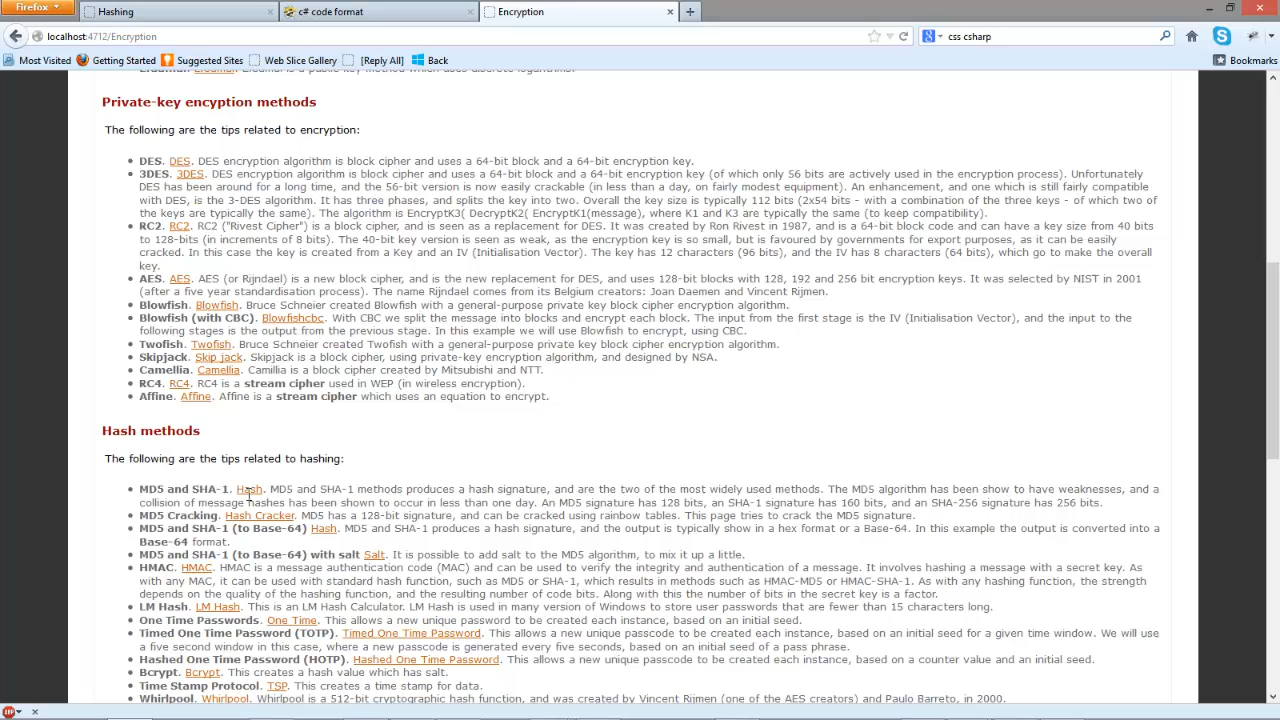 Firefox
Hashing
c# code format
Encryption
localhost:4712/Encryption
css csharp
Most Visited Getting Started Suggested Sites Web Slice Gallery [Reply All] Back Bookmarks
Private-key encyption methods
The following are the tips related to encryption:
DES. DES. DES encryption algorithm is block cipher and uses a 64-bit block and a 64-bit encryption key.
3DES. 3DES. DES encryption algorithm is block cipher and uses a 64-bit block and a 64-bit encryption key (of which only 56 bits are actively used in the encryption process). Unfortunately
DES has been around for a long time, and the 56-bit version is now easily crackable (in less than a day, on fairly modest equipment). An enhancement, and one which is still fairly compatible
with DES, is the 3-DES algorithm. It has three phases, and splits the key into two. Overall the key size is typically 112 bits (2x54 bits - with a combination of the three keys - of which two of
the keys are typically the same). The algorithm is EncryptK3( DecryptK2( EncryptK1(message), where K1 and K3 are typically the same (to keep compatibility).
RC2. RC2. RC2 ("Rivest Cipher") is a block cipher, and is seen as a replacement for DES. It was created by Ron Rivest in 1987, and is a 64-bit block code and can have a key size from 40 bits
to 128-bits (in increments of 8 bits). The 40-bit key version is seen as weak, as the encryption key is so small, but is favoured by governments for export purposes, as it can be easily
cracked. In this case the key is created from a Key and an IV (Initialisation Vector). The key has 12 characters (96 bits), and the IV has 8 characters (64 bits), which go to make the overall
key.
AES. AES. AES (or Rijndael) is a new block cipher, and is the new replacement for DES, and uses 128-bit blocks with 128, 192 and 256 bit encryption keys. It was selected by NIST in 2001
(after a five year standardisation process). The name Rijndael comes from its Belgium creators: Joan Daemen and Vincent Rijmen.
Blowfish. Blowfish. Bruce Schneier created Blowfish with a general-purpose private key block cipher encryption algorithm.
Blowfish (with CBC). Blowfishcbc. With CBC we split the message into blocks and encrypt each block. The input from the first stage is the IV (Initialisation Vector), and the input to the
following stages is the output from the previous stage. In this example we will use Blowfish to encrypt, using CBC.
Twofish. Twofish. Bruce Schneier created Twofish with a general-purpose private key block cipher encryption algorithm.
Skipjack. Skip jack. Skipjack is a block cipher, using private-key encryption algorithm, and designed by NSA.
Camellia. Camellia. Camillia is a block cipher created by Mitsubishi and NTT.
RC4. RC4. RC4 is a stream cipher used in WEP (in wireless encryption).
Affine. Affine. Affine is a stream cipher which uses an equation to encrypt.
Hash methods
The following are the tips related to hashing:
MD5 and SHA-1. Hash. MD5 and SHA-1 methods produces a hash signature, and are the two of the most widely used methods. The MD5 algorithm has been show to have weaknesses, and a
collision of message hashes has been shown to occur in less than one day. An MD5 signature has 128 bits, an SHA-1 signature has 160 bits, and an SHA-256 signature has 256 bits.
MD5 Cracking. Hash Cracker. MD5 has a 128-bit signature, and can be cracked using rainbow tables. This page tries to crack the MD5 signature.
MD5 and SHA-1 (to Base-64) Hash. MD5 and SHA-1 produces a hash signature, and the output is typically show in a hex format or a Base-64. In this example the output is converted into a
Base-64 format.
MD5 and SHA-1 (to Base-64) with salt Salt. It is possible to add salt to the MD5 algorithm, to mix it up a little.
HMAC. HMAC. HMAC is a message authentication code (MAC) and can be used to verify the integrity and authentication of a message. It involves hashing a message with a secret key. As
with any MAC, it can be used with standard hash function, such as MD5 or SHA-1, which results in methods such as HMAC-MD5 or HMAC-SHA-1. As with any hashing function, the strength
depends on the quality of the hashing function, and the resulting number of code bits. Along with this the number of bits in the secret key is a factor.
LM Hash. LM Hash. This is an LM Hash Calculator. LM Hash is used in many version of Windows to store user passwords that are fewer than 15 characters long.
One Time Passwords. One Time. This allows a new unique password to be created each instance, based on an initial seed.
Timed One Time Password (TOTP). Timed One Time Password. This allows a new unique passcode to be created each instance, based on an initial seed for a given time window. We will use
a five second window in this case, where a new passcode is generated every five seconds, based on an initial seed of a pass phrase.
Hashed One Time Password (HOTP). Hashed One Time Password. This allows a new unique passcode to be created each instance, based on a counter value and an initial seed.
Bcrypt. Bcrypt. This creates a hash value which has salt.
Time Stamp Protocol. TSP. This creates a time stamp for data.
Whirlpool. Whirlpool. Whirlpool is a 512-bit cryptographic hash function, and was created by Vincent Rijmen (one of the AES creators) and Paulo Barreto, in 2000.